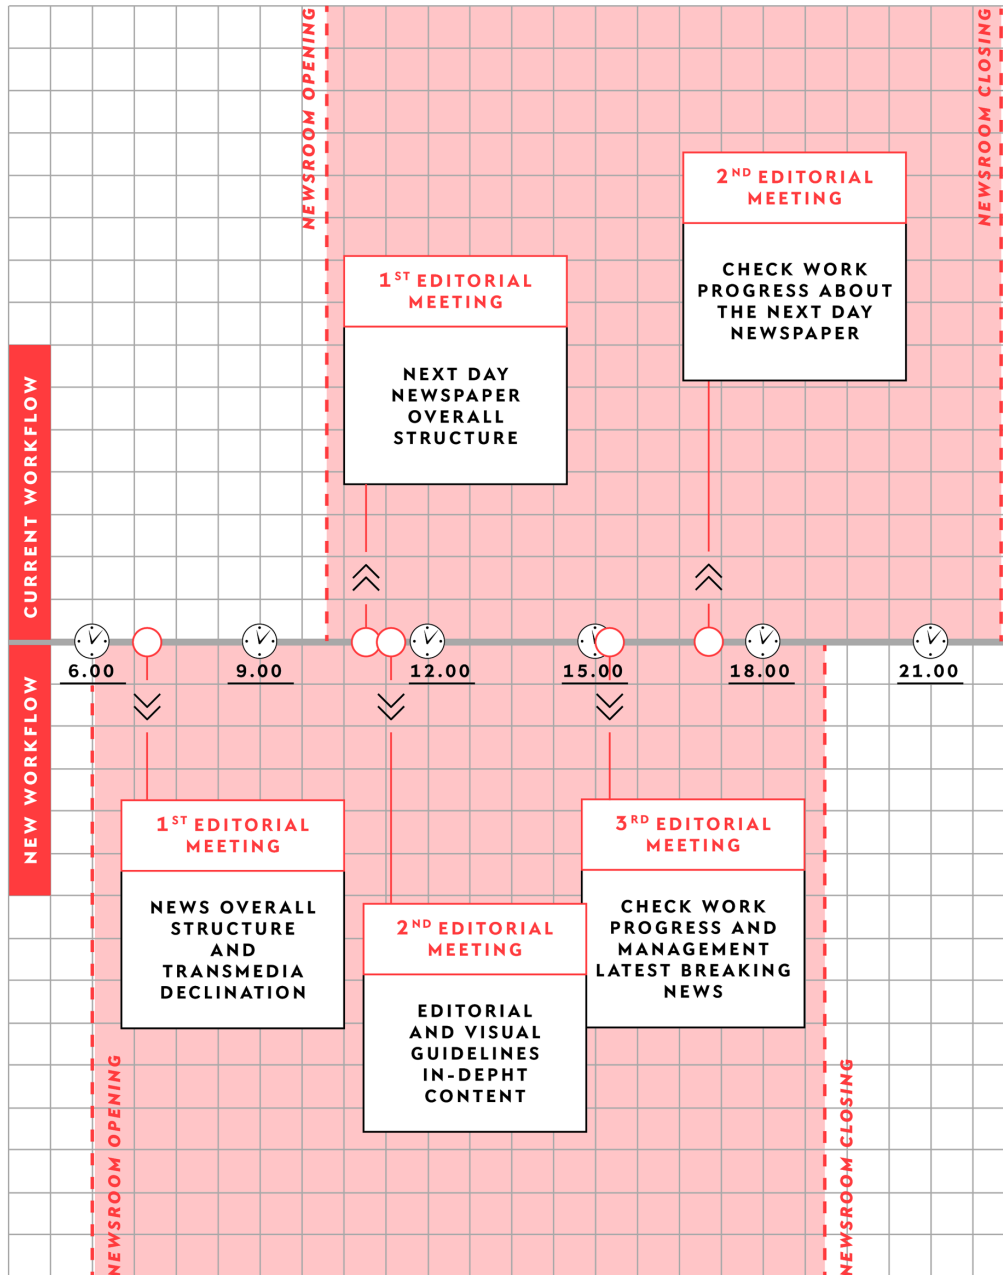 NEWSROOM OPENING
NEWSROOM CLOSING
2ND EDITORIAL
MEETING
CHECK WORK
PROGRESS ABOUT
THE NEXT DAY
NEWSPAPER
1ST EDITORIAL
MEETING
NEXT DAY
NEWSPAPER
OVERALL
STRUCTURE
CURRENT WORKFLOW
6.00
9.00
12.00
15.00
18.00
21.00
NEW WORKFLOW
1ST EDITORIAL
MEETING
NEWS OVERALL
STRUCTURE
AND
TRANSMEDIA
DECLINATION
2ND EDITORIAL
MEETING
EDITORIAL
AND VISUAL
GUIDELINES
IN-DEPHT
CONTENT
3RD EDITORIAL
MEETING
CHECK WORK
PROGRESS AND
MANAGEMENT
LATEST BREAKING
NEWS
NEWSROOM OPENING
NEWSROOM CLOSING